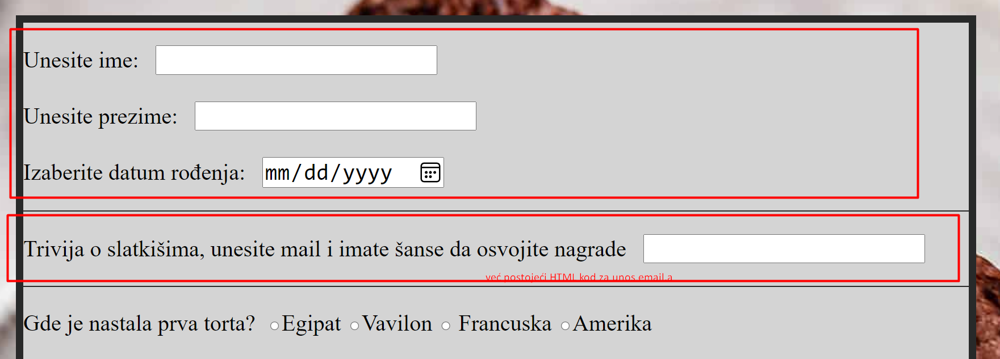 Unesite ime:
Unesite prezime:
Izaberite datum rođenja: mm/dd/yyyy
Trivija o slatkišima, unesite mail i imate šanse da osvojite nagrade
već postojeći HTML kod za unos email.a
Gde je nastala prva torta? Egipat Vavilon Francuska Amerika